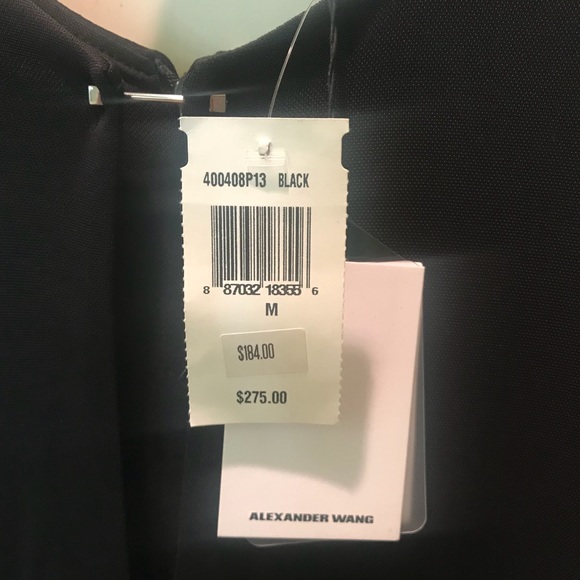 400408P13 BLACK
8 87032 18355 6
M
$184.00
$275.00
ALEXANDER WANG